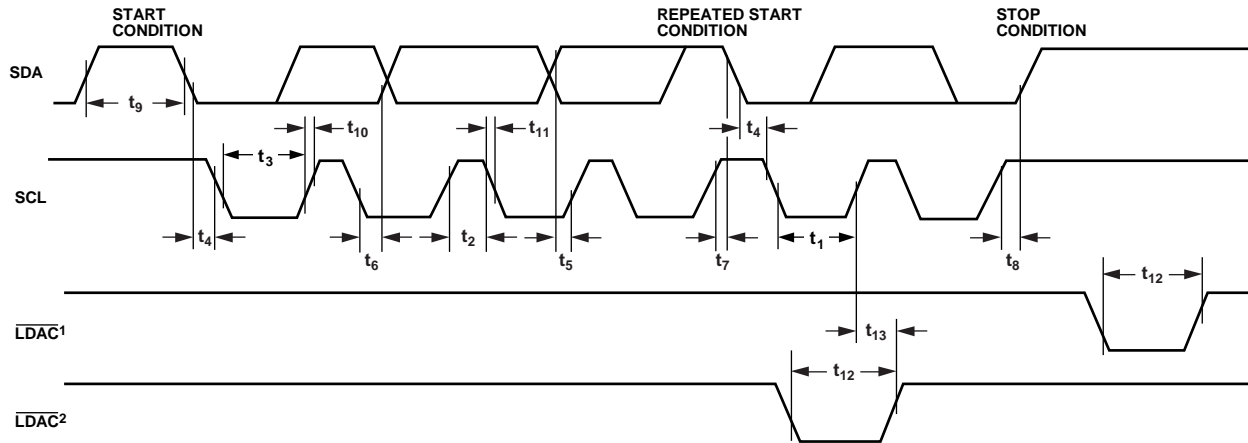 START
CONDITION
REPEATED START
CONDITION
STOP
CONDITION
SDA
t9
t10
t11
t4
t3
SCL
t4
t6
t2
t5
t7
t1
t8
t12
LDAC1
t13
t12
LDAC2